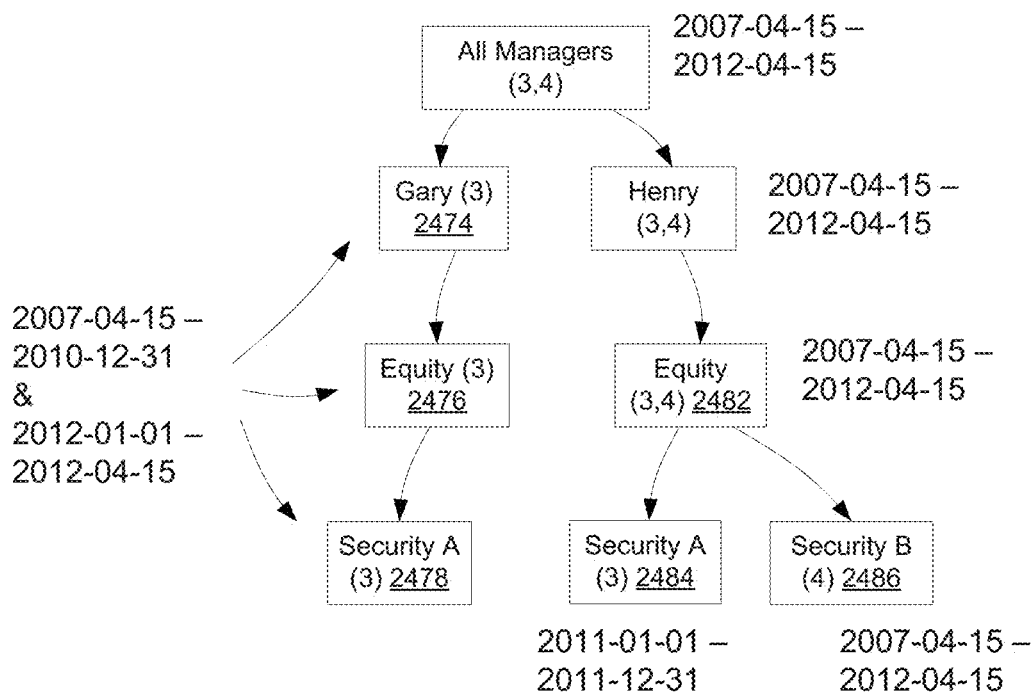 2007-04-15 –
2012-04-15
All Managers
(3,4)
Gary (3)
2474
Henry
(3,4)
2007-04-15 –
2012-04-15
2007-04-15 –
2010-12-31
&
2012-01-01 –
2012-04-15
Equity (3)
2476
Equity
(3,4) 2482
2007-04-15 –
2012-04-15
Security A
(3) 2478
Security A
(3) 2484
Security B
(4) 2486
2011-01-01 –
2011-12-31
2007-04-15 –
2012-04-15